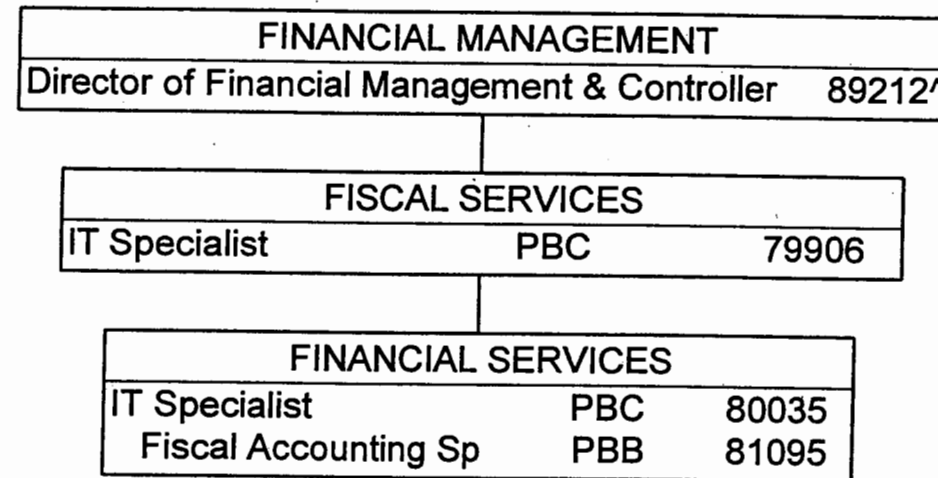 FINANCIAL MANAGEMENT
Director of Financial Management & Controller 89212^
FISCAL SERVICES
IT Specialist PBC 79906
FINANCIAL SERVICES
IT Specialist PBC 80035
Fiscal Accounting Sp PBB 81095